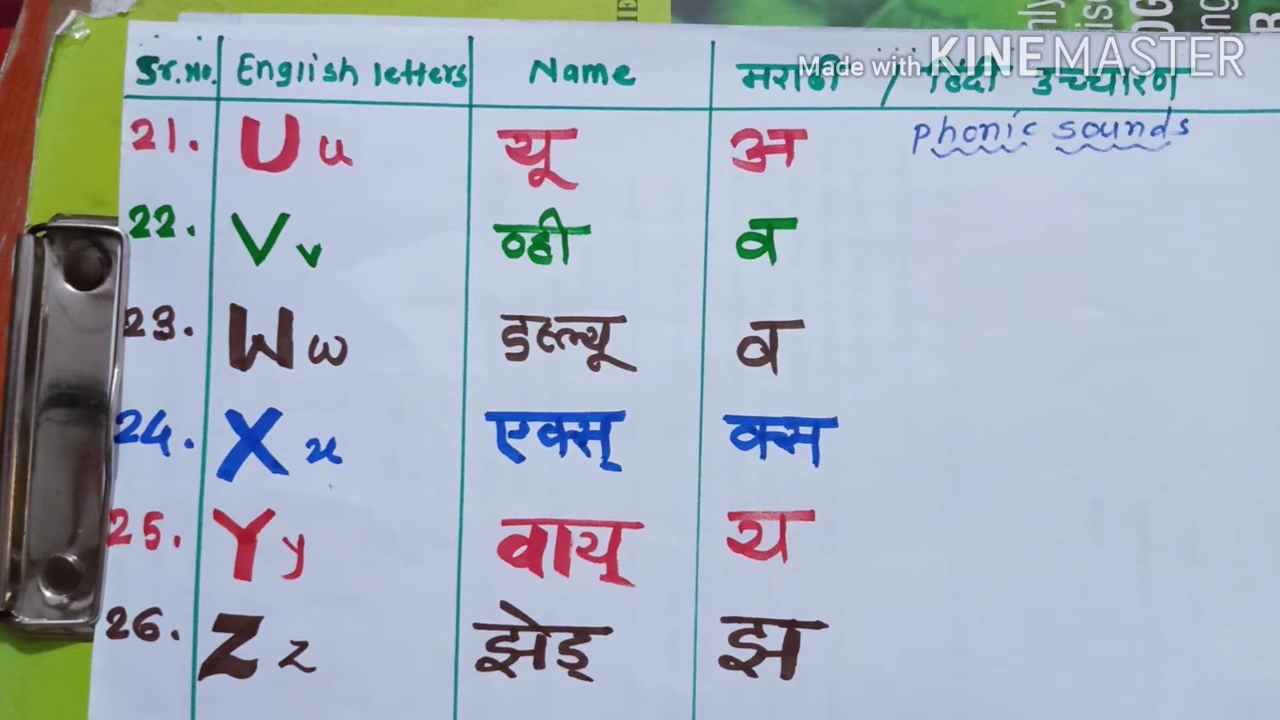 Sr.No. English letters Name मराठी / हिंदी उच्चारण
Made with KINEMASTER
phonic sounds
21. U u यू अ
22. V v व्ही व
23. W w डब्ल्यू व
24. X x एक्स् क्स
25. Y y वाय् य
26. Z z झेड् झ